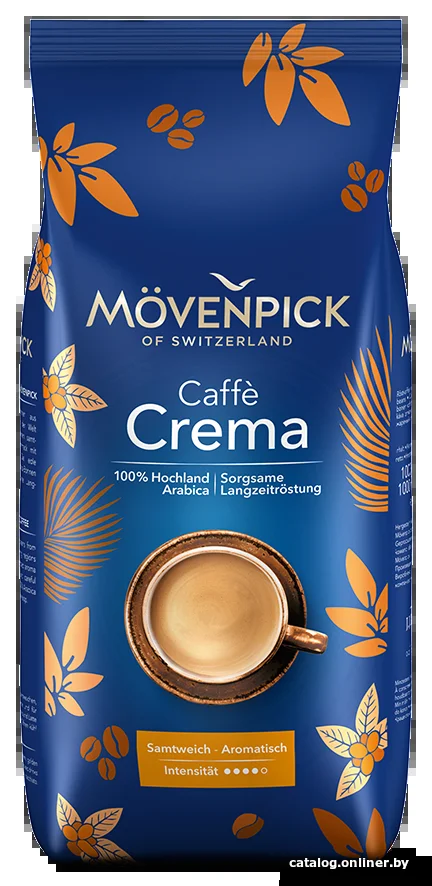 MÖVENPICK
OF SWITZERLAND
Caffè
Crema
100% Hochland | Sorgsame
Arabica | Langzeitröstung
Samtweich - Aromatisch
Intensität
catalog.onliner.by